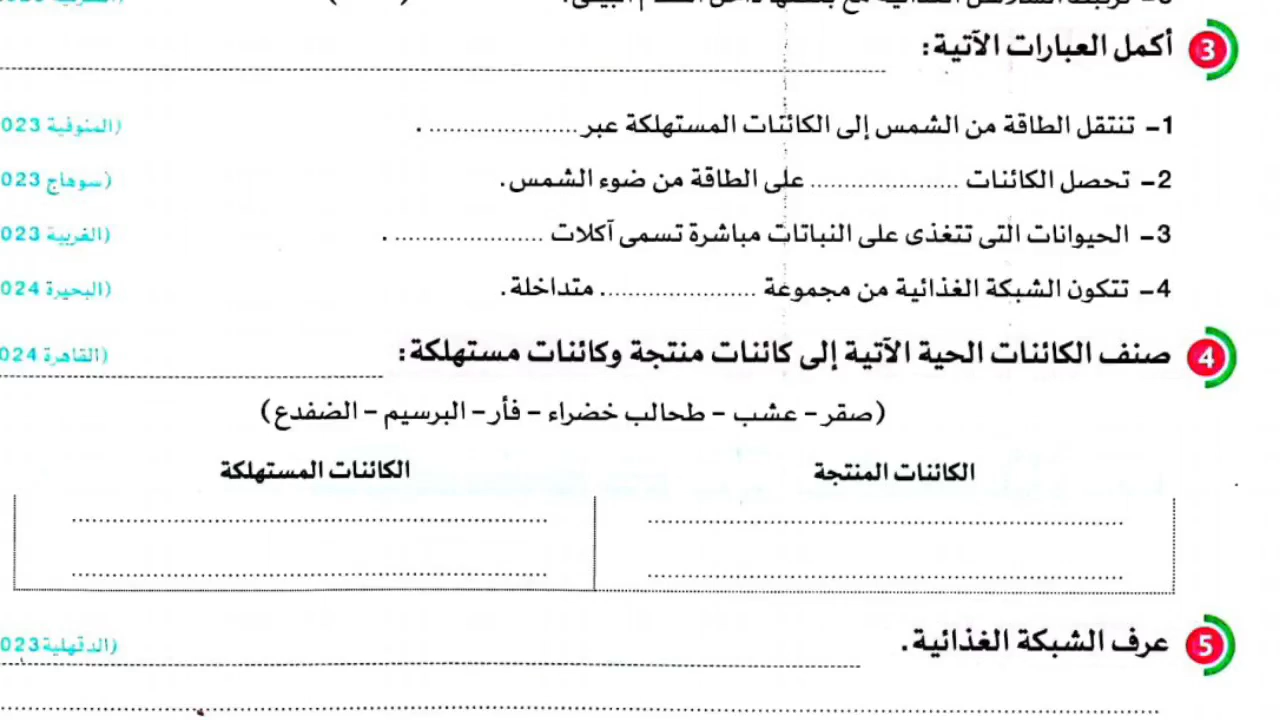 3 أكمل العبارات الآتية:
1- تنتقل الطاقة من الشمس إلى الكائنات المستهلكة عبر ...................... . (المنوفية 023
2- تحصل الكائنات ...................... على الطاقة من ضوء الشمس. (سوهاج 023
3- الحيوانات التى تتغذى على النباتات مباشرة تسمى آكلات ...................... . (الغربية 023
4- تتكون الشبكة الغذائية من مجموعة ...................... متداخلة. (البحيرة 024
4 صنف الكائنات الحية الآتية إلى كائنات منتجة وكائنات مستهلكة: (القاهرة 024
(صقر - عشب - طحالب خضراء - فأر - البرسيم - الضفدع)
الكائنات المنتجة الكائنات المستهلكة
5 عرف الشبكة الغذائية. (الدقهلية 023